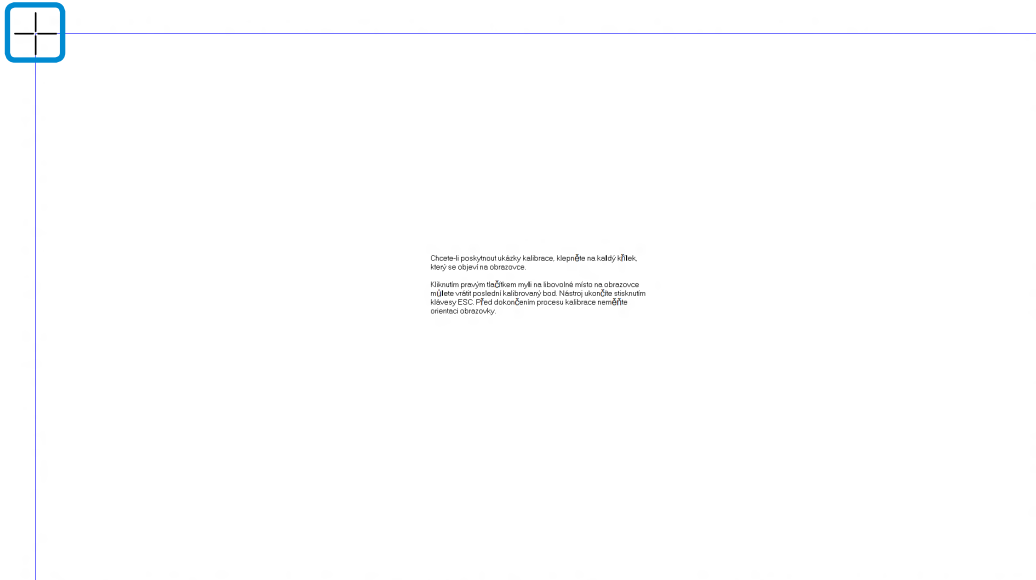 Chcete-li poskytnout ukázky kalibrace, klepněte na kaldý křílek,
který se objeví na obrazovce.
Kliknutím pravým tlačítkem mylli na libovolné místo na obrazovce
můlete vrátit poslední kalibrovaný bod. Nástroj ukončíte stisknutím
klávesy ESC. Před dokončením procesu kalibrace neměňte
orientaci obrazovky.